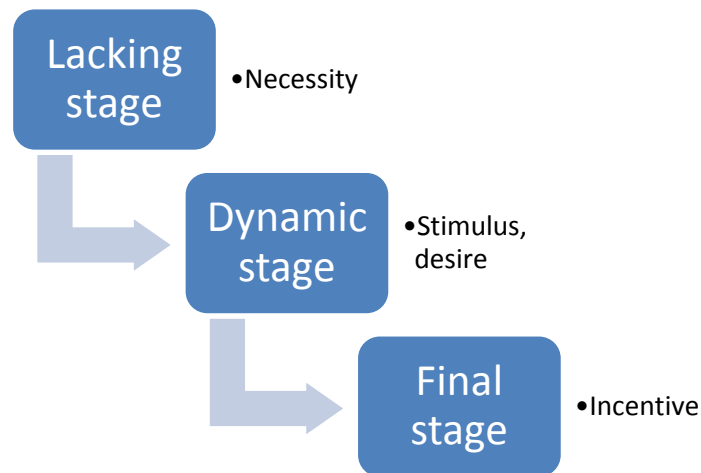 Lacking
stage
•Necessity
Dynamic
stage
•Stimulus,
desire
Final
stage
•Incentive